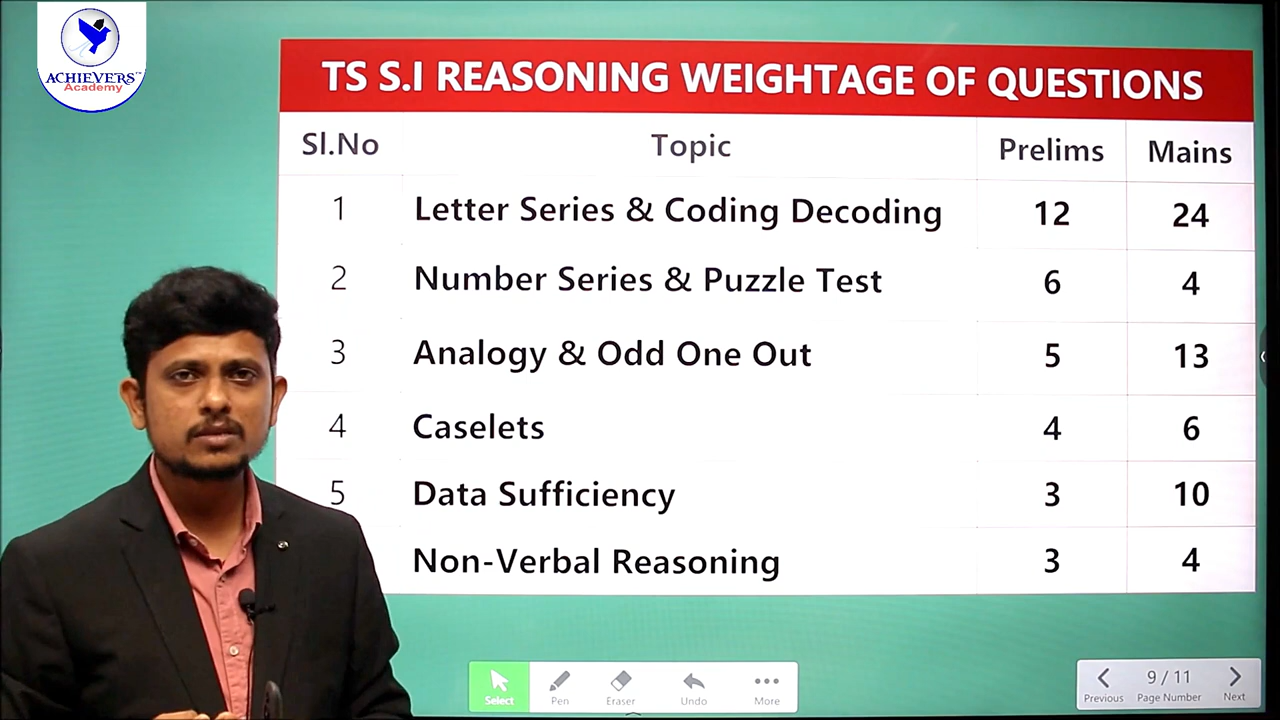 ACHIEVERS™
Academy
TS S.I REASONING WEIGHTAGE OF QUESTIONS
Sl.No Topic Prelims Mains
1 Letter Series & Coding Decoding 12 24
2 Number Series & Puzzle Test 6 4
3 Analogy & Odd One Out 5 13
4 Caselets 4 6
5 Data Sufficiency 3 10
Non-Verbal Reasoning 3 4
Select Pen Eraser Undo More
9 / 11
Previous Page Number Next